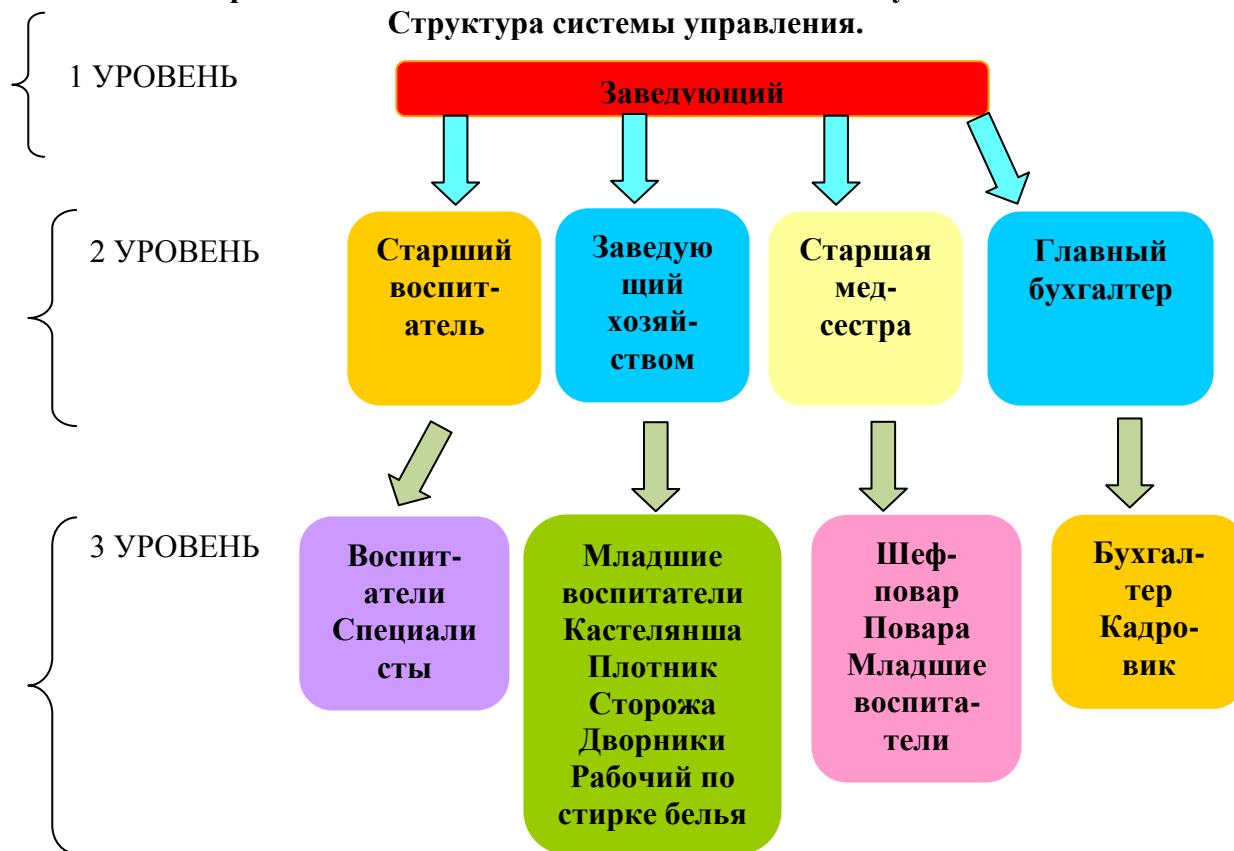 Структура системы управления.
1 УРОВЕНЬ
Заведующий
2 УРОВЕНЬ
Старший
воспит-
атель
Заведую
щий
хозяй-
ством
Старшая
мед-
сестра
Главный
бухгалтер
3 УРОВЕНЬ
Воспит-
атели
Специали
сты
Младшие
воспитатели
Кастелянша
Плотник
Сторожа
Дворники
Рабочий по
стирке белья
Шеф-
повар
Повара
Младшие
воспита-
тели
Бухгал-
тер
Кадро-
вик